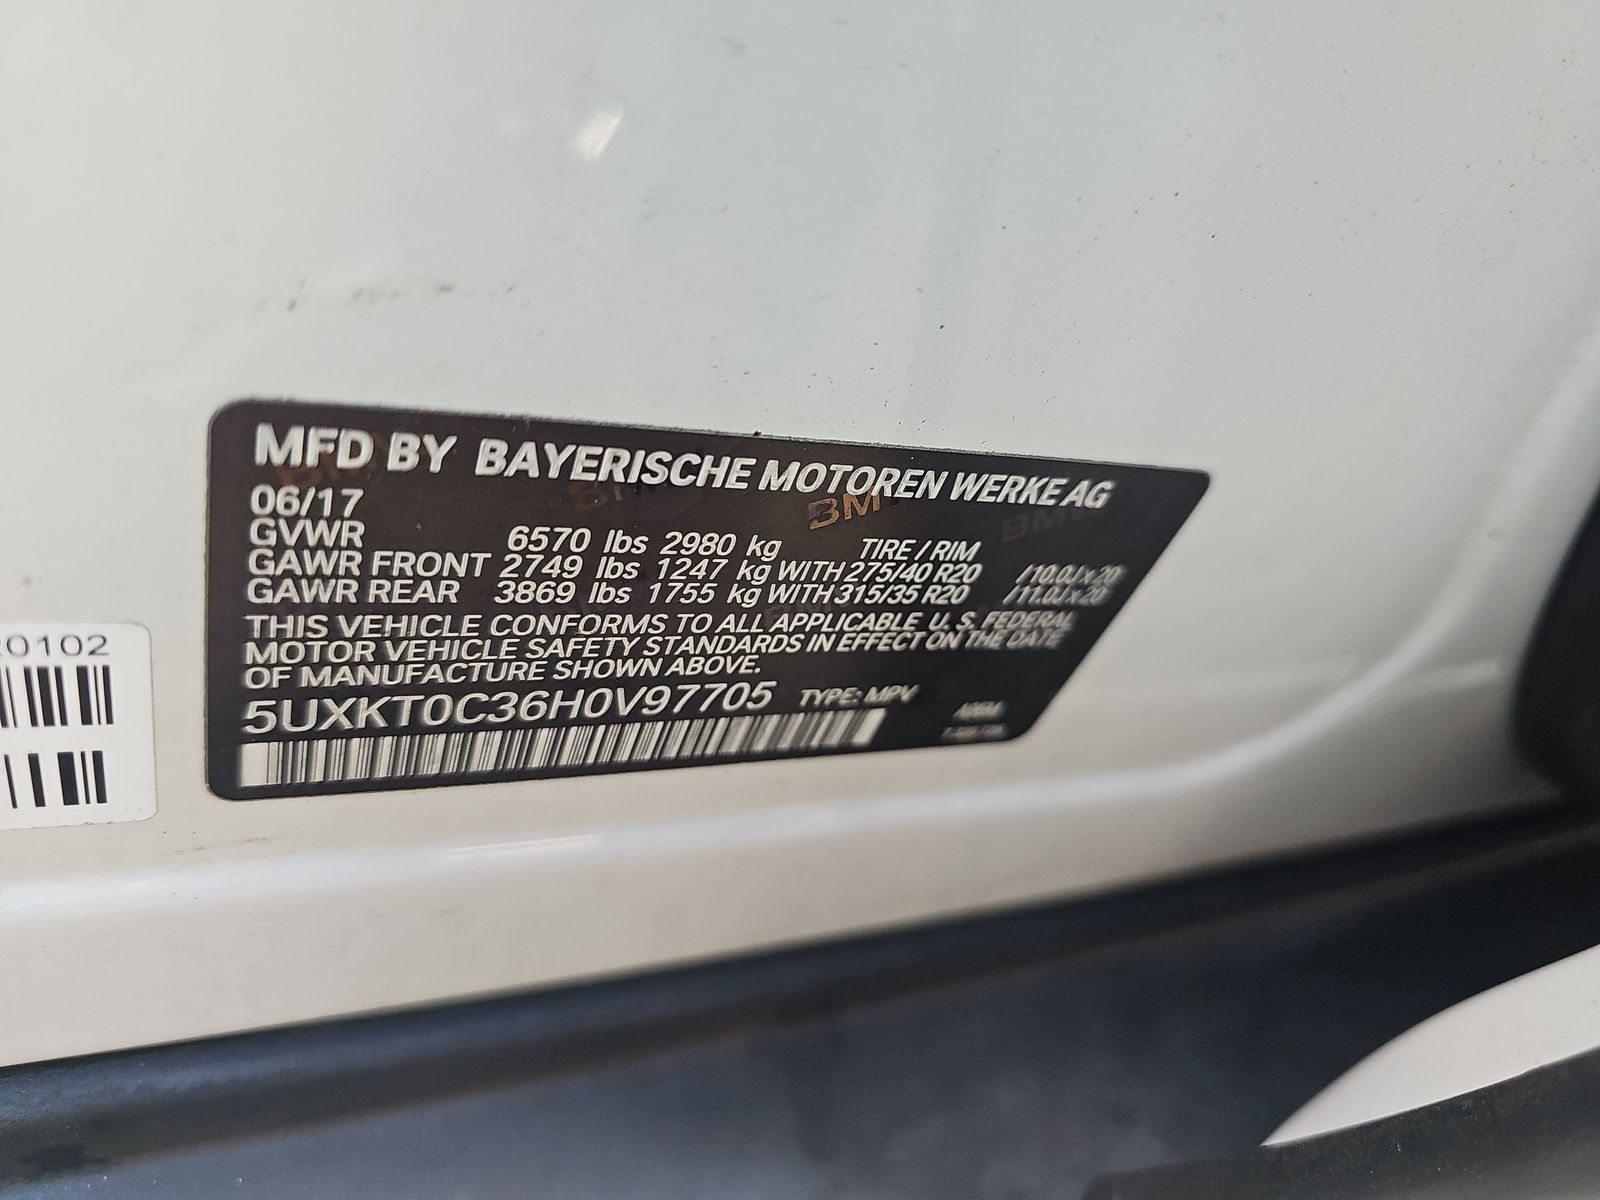 MFD BY BAYERISCHE MOTOREN WERKE AG
06/17
GVWR 6570 lbs 2980 kg TIRE / RIM
GAWR FRONT 2749 lbs 1247 kg WITH 275/40 R20 /10.0J x 20
GAWR REAR 3869 lbs 1755 kg WITH 315/35 R20 /11.0J x 20
THIS VEHICLE CONFORMS TO ALL APPLICABLE U.S. FEDERAL
MOTOR VEHICLE SAFETY STANDARDS IN EFFECT ON THE DATE
OF MANUFACTURE SHOWN ABOVE.
5UXKT0C36H0V97705 TYPE: MPV
0102